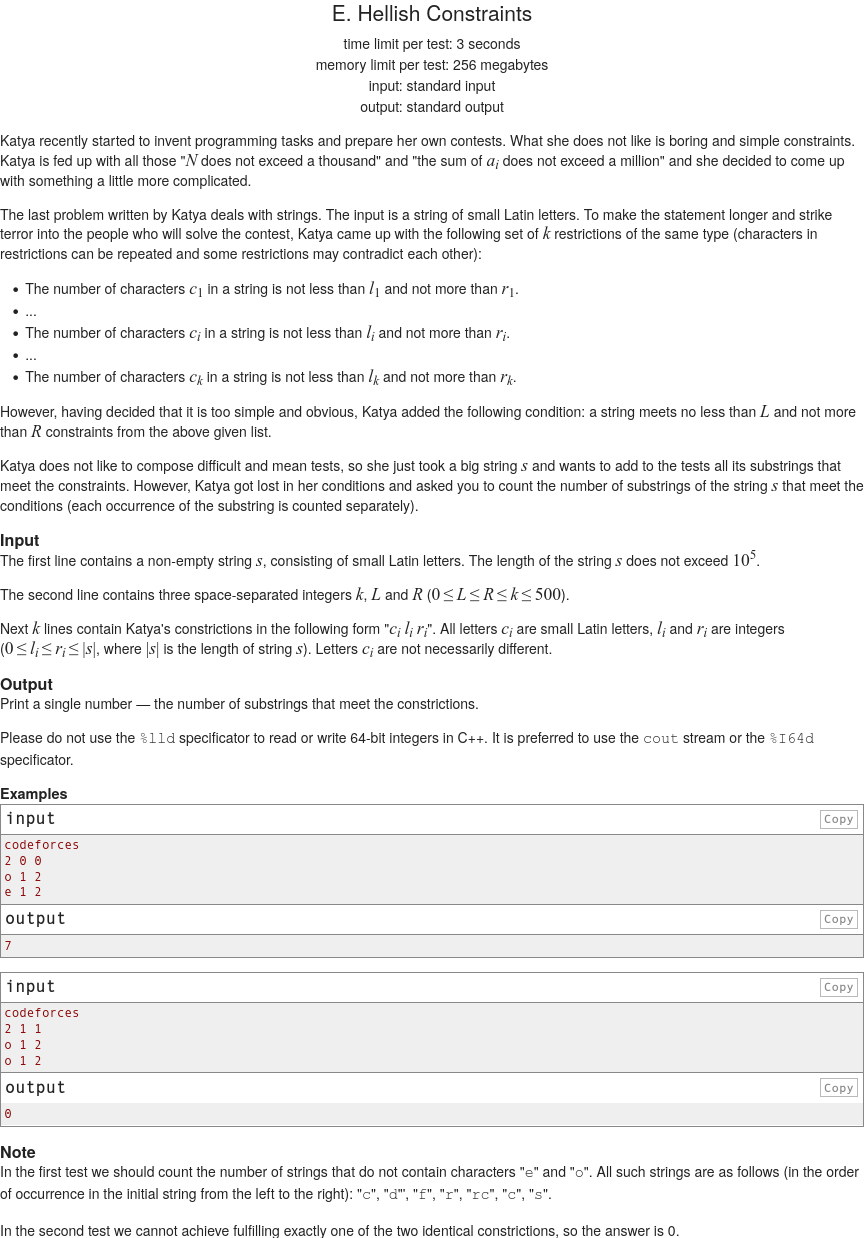 E. Hellish Constraints
time limit per test: 3 seconds
memory limit per test: 256 megabytes
input: standard input
output: standard output
Katya recently started to invent programming tasks and prepare her own contests. What she does not like is boring and simple constraints.
Katya is fed up with all those "N does not exceed a thousand" and "the sum of a_i does not exceed a million" and she decided to come up
with something a little more complicated.
The last problem written by Katya deals with strings. The input is a string of small Latin letters. To make the statement longer and strike
terror into the people who will solve the contest, Katya came up with the following set of k restrictions of the same type (characters in
restrictions can be repeated and some restrictions may contradict each other):
• The number of characters c_1 in a string is not less than l_1 and not more than r_1.
• ...
• The number of characters c_i in a string is not less than l_i and not more than r_i.
• ...
• The number of characters c_k in a string is not less than l_k and not more than r_k.
However, having decided that it is too simple and obvious, Katya added the following condition: a string meets no less than L and not more
than R constraints from the above given list.
Katya does not like to compose difficult and mean tests, so she just took a big string s and wants to add to the tests all its substrings that
meet the constraints. However, Katya got lost in her conditions and asked you to count the number of substrings of the string s that meet the
conditions (each occurrence of the substring is counted separately).
Input
The first line contains a non-empty string s, consisting of small Latin letters. The length of the string s does not exceed 10^5.
The second line contains three space-separated integers k, L and R (0 ≤ L ≤ R ≤ k ≤ 500).
Next k lines contain Katya's constrictions in the following form "c_i l_i r_i". All letters c_i are small Latin letters, l_i and r_i are integers
(0 ≤ l_i ≤ r_i ≤ |s|, where |s| is the length of string s). Letters c_i are not necessarily different.
Output
Print a single number — the number of substrings that meet the constrictions.
Please do not use the %lld specificator to read or write 64-bit integers in C++. It is preferred to use the cout stream or the %I64d
specificator.
Examples
input Copy
codeforces
2 0 0
o 1 2
e 1 2
output Copy
7
input Copy
codeforces
2 1 1
o 1 2
o 1 2
output Copy
0
Note
In the first test we should count the number of strings that do not contain characters "e" and "o". All such strings are as follows (in the order
of occurrence in the initial string from the left to the right): "c", "d"", "f", "r", "rc", "c", "s".
In the second test we cannot achieve fulfilling exactly one of the two identical constrictions, so the answer is 0.